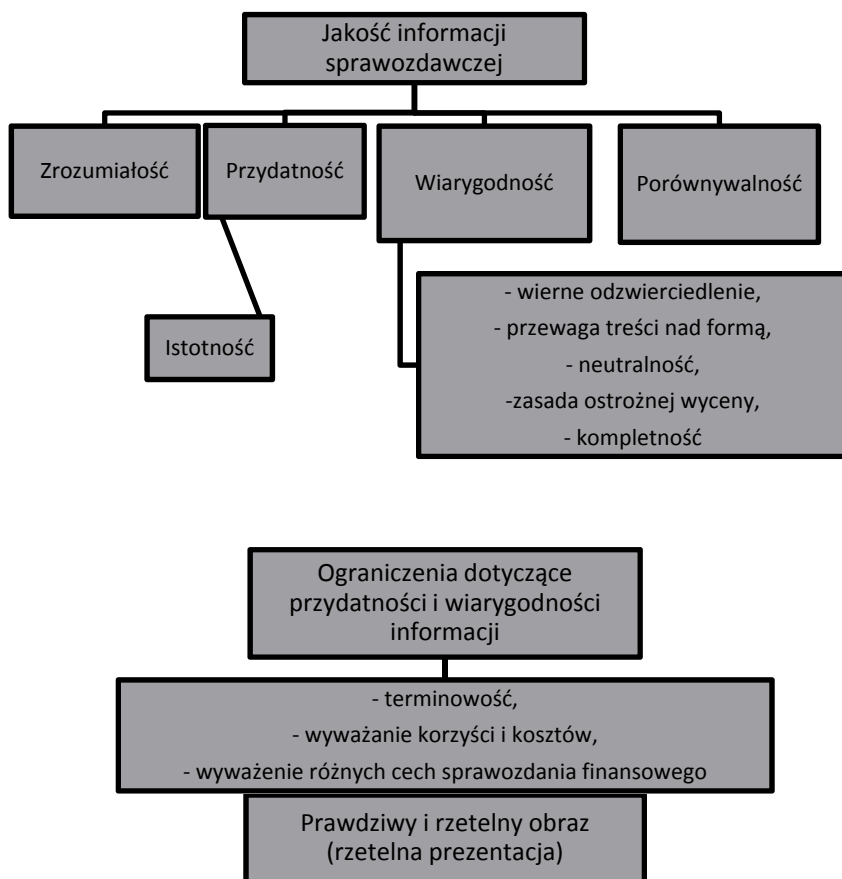 Jakość informacji
sprawozdawczej
Zrozumiałość
Przydatność
Wiarygodność
Porównywalność
Istotność
- wierne odzwierciedlenie,
- przewaga treści nad formą,
- neutralność,
-zasada ostrożnej wyceny,
- kompletność
Ograniczenia dotyczące
przydatności i wiarygodności
informacji
- terminowość,
- wyważanie korzyści i kosztów,
- wyważenie różnych cech sprawozdania finansowego
Prawdziwy i rzetelny obraz
(rzetelna prezentacja)